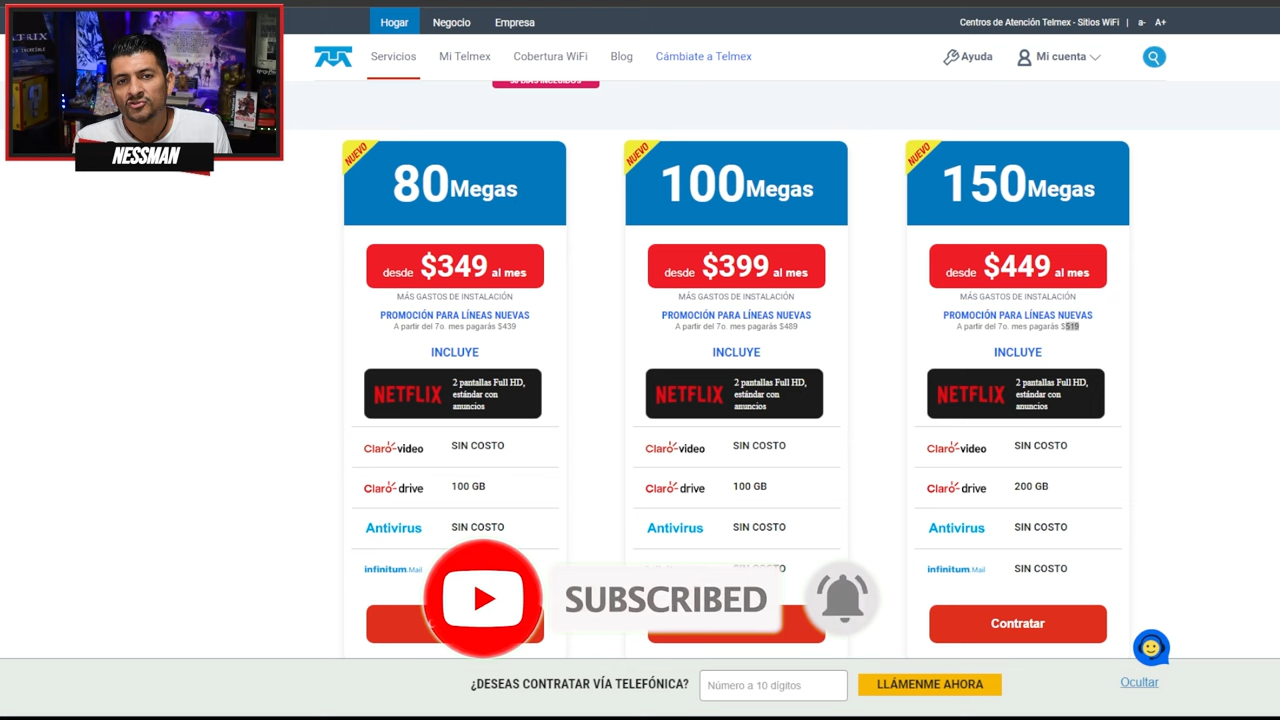 Hogar Negocio Empresa
Centros de Atención Telmex - Sitios WiFi | a- A+
Servicios Mi Telmex Cobertura WiFi Blog Cámbiate a Telmex
Ayuda Mi cuenta
NESSMAN
NUEVO
80 Megas
desde $349 al mes
MÁS GASTOS DE INSTALACIÓN
PROMOCIÓN PARA LÍNEAS NUEVAS
A partir del 7o. mes pagarás $439
INCLUYE
NETFLIX
2 pantallas Full HD,
estándar con
anuncios
Claro-video SIN COSTO
Claro-drive 100 GB
Antivirus SIN COSTO
infinitum Mail
NUEVO
100 Megas
desde $399 al mes
MÁS GASTOS DE INSTALACIÓN
PROMOCIÓN PARA LÍNEAS NUEVAS
A partir del 7o. mes pagarás $489
INCLUYE
NETFLIX
2 pantallas Full HD,
estándar con
anuncios
Claro-video SIN COSTO
Claro-drive 100 GB
Antivirus SIN COSTO
SIN COSTO
NUEVO
150 Megas
desde $449 al mes
MÁS GASTOS DE INSTALACIÓN
PROMOCIÓN PARA LÍNEAS NUEVAS
A partir del 7o. mes pagarás $519
INCLUYE
NETFLIX
2 pantallas Full HD,
estándar con
anuncios
Claro-video SIN COSTO
Claro-drive 200 GB
Antivirus SIN COSTO
infinitum Mail SIN COSTO
Contratar
SUBSCRIBED
¿DESEAS CONTRATAR VÍA TELEFÓNICA? Número a 10 dígitos LLÁMENME AHORA
Ocultar